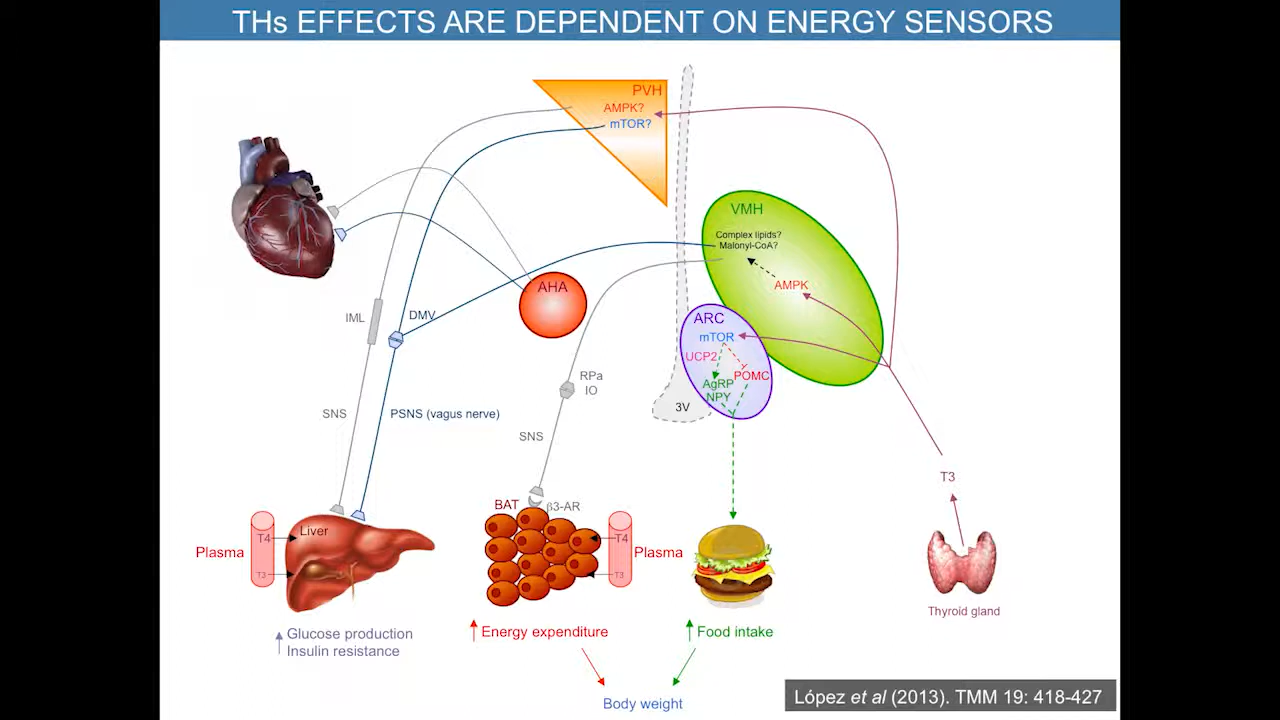 THs EFFECTS ARE DEPENDENT ON ENERGY SENSORS
PVH
AMPK?
mTOR?
VMH
Complex lipids?
Malonyl-CoA?
AMPK
AHA
ARC
mTOR
UCP2
POMC
AgRP
NPY
IML
DMV
RPa
IO
3V
SNS
PSNS (vagus nerve)
SNS
T3
BAT
β3-AR
Liver
Plasma
T4
T3
T4
T3
Plasma
Thyroid gland
Glucose production
Insulin resistance
Energy expenditure
Food intake
Body weight
López et al (2013). TMM 19: 418-427